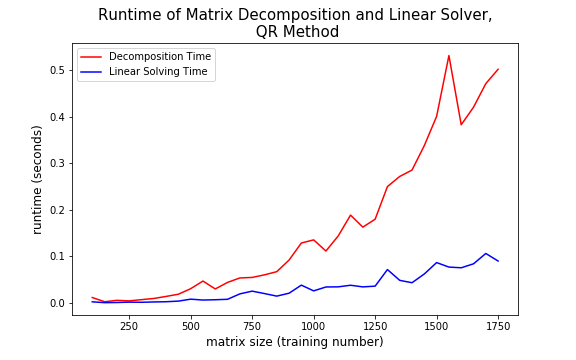 Runtime of Matrix Decomposition and Linear Solver,
QR Method
Decomposition Time
Linear Solving Time
runtime (seconds)
0.5
0.4
0.3
0.2
0.1
0.0
250
500
750
1000
1250
1500
1750
matrix size (training number)